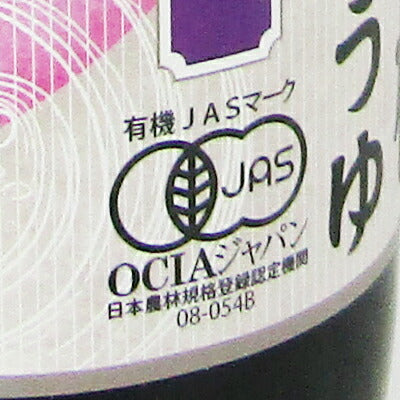 有機JASマーク
JAS
OCIAジャパン
日本農林規格登録認定機関
08-054B
うゆ